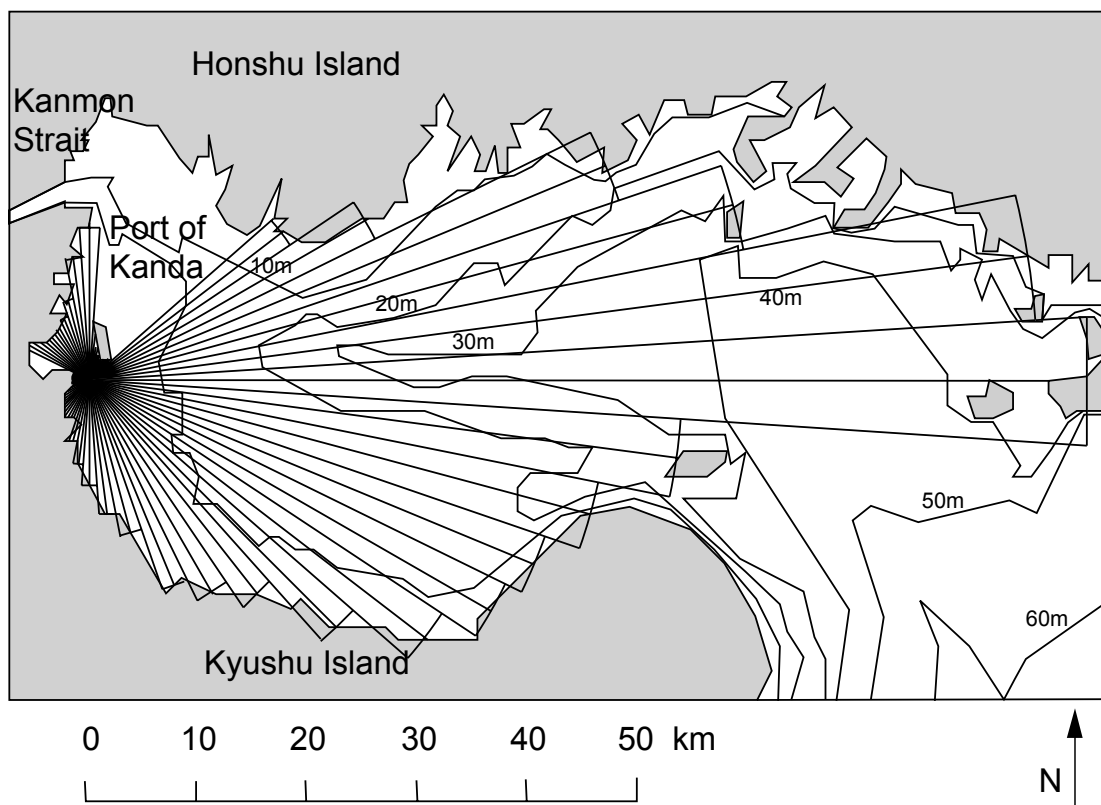 Honshu Island
Kanmon
Strait
Port of
Kanda
10m
20m
30m
40m
50m
60m
Kyushu Island
0 10 20 30 40 50 km
N